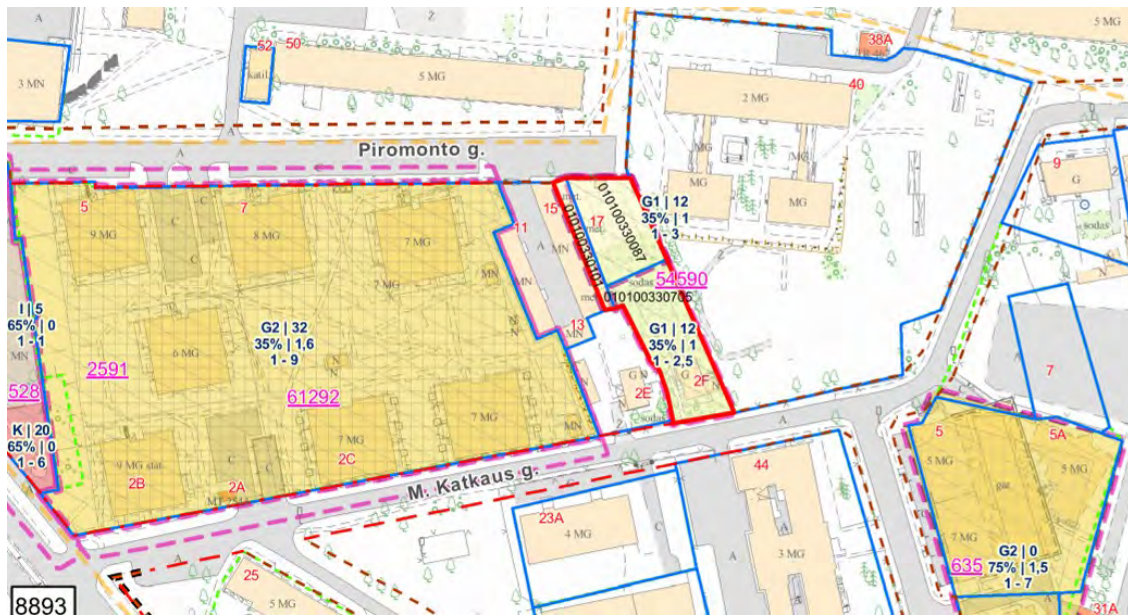 52
50
38A
5 MG
3 MN
katil.
5 MG
2 MG
40
A
A
Piromonto g.
MG
MG
MG
MG
9
G
sodas
5
7
15
17
11
9 MG
8 MG
7 MG
C
C
C
A
MN
MN
met.
010100330087
010100330101
G1 | 12
35% | 1
1 - 3
54590
sodas
010100330705
7 MG
MN
13
MN
I | 5
65% | 0
1 - 1
MN
2591
528
K | 20
65% | 0
1 - 6
6 MG
G2 | 32
35% | 1,6
1 - 9
61292
G1 | 12
35% | 1
1 - 2,5
2E
2F
G
sodas
7 MG
7 MG
MN
7
9 MG stat.
2B
2A
2C
C
C
M. Katkaus g.
A
A
5
5A
5 MG
5 MG
gar.
7 MG
G2 | 0
75% | 1,5
1 - 7
635
31A
44
23A
4 MG
C
A
3 MG
A
A
25
5 MG
8893